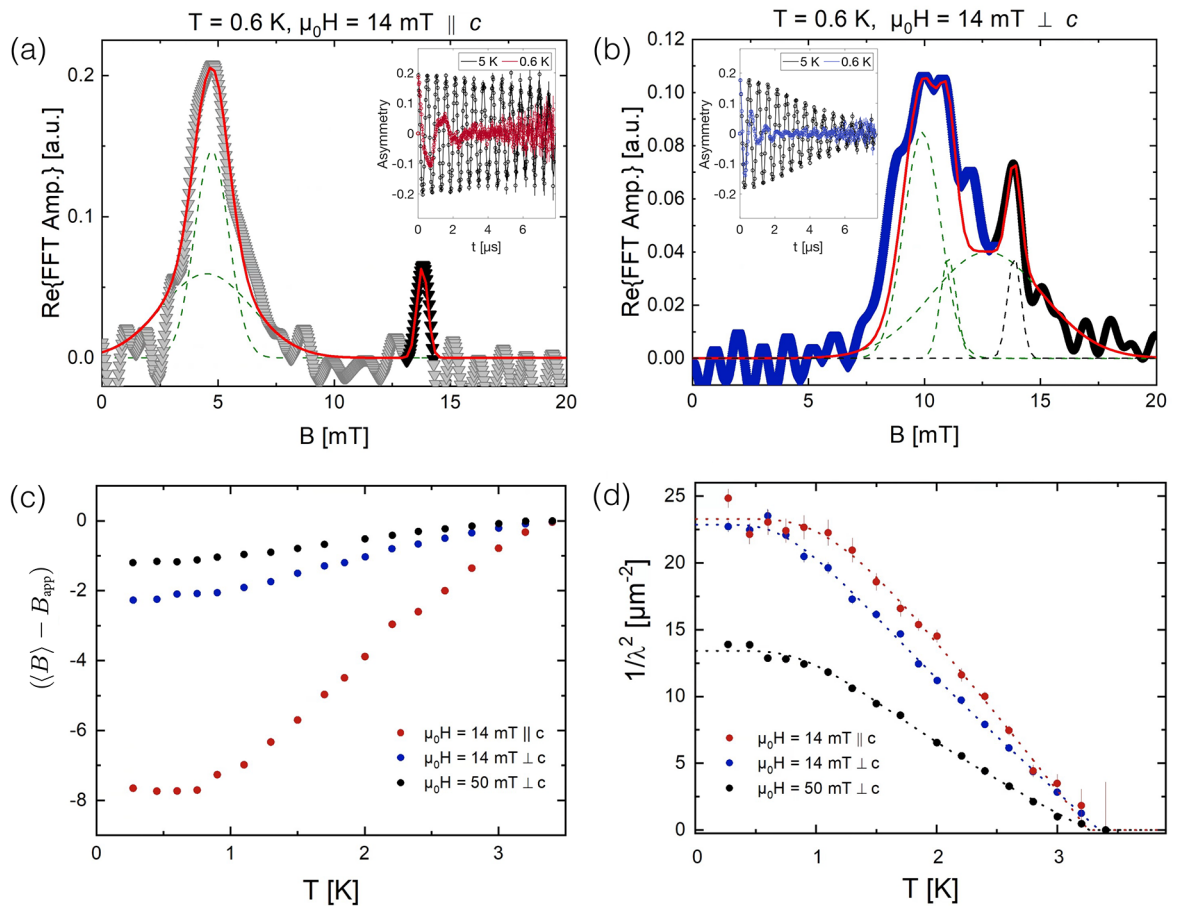 (a)
T = 0.6 K, μ₀H = 14 mT ∥ c
Re{FFT Amp.} [a.u.]
0.2
0.1
0.0
0 5 10 15 20
B [mT]
5 K 0.6 K
Asymmetry
0.2
0.1
0
-0.1
-0.2
0 2 4 6
t [μs]
(b)
T = 0.6 K, μ₀H = 14 mT ⊥ c
Re{FFT Amp.} [a.u.]
0.12
0.10
0.08
0.06
0.04
0.02
0.00
0 5 10 15 20
B [mT]
5 K 0.6 K
Asymmetry
0.2
0.1
0
-0.1
-0.2
0 2 4 6
t [μs]
(c)
(⟨B⟩ − B_app)
0
-2
-4
-6
-8
0 1 2 3
T [K]
μ₀H = 14 mT ∥ c
μ₀H = 14 mT ⊥ c
μ₀H = 50 mT ⊥ c
(d)
1/λ² [μm⁻²]
25
20
15
10
5
0
0 1 2 3
T [K]
μ₀H = 14 mT ∥ c
μ₀H = 14 mT ⊥ c
μ₀H = 50 mT ⊥ c